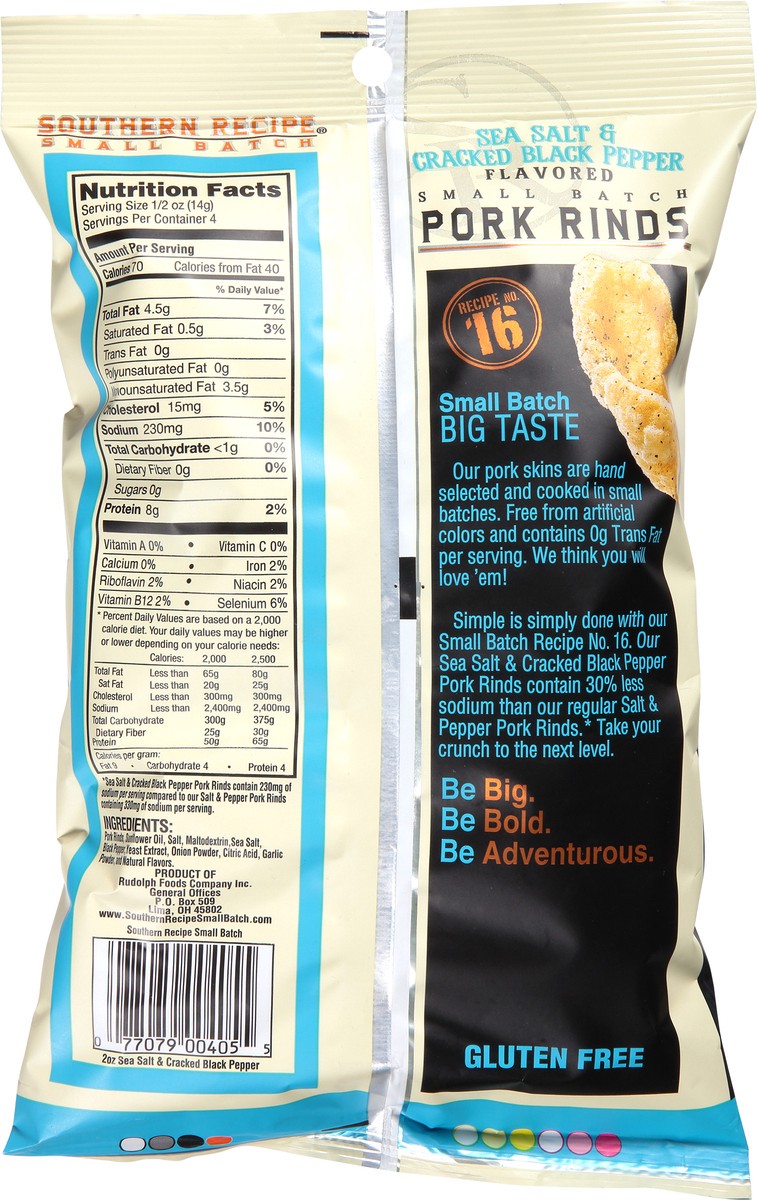 SOUTHERN RECIPE®
SMALL BATCH
Nutrition Facts
Serving Size 1/2 oz (14g)
Servings Per Container 4
Amount Per Serving
Calories 70 Calories from Fat 40
% Daily Value*
Total Fat 4.5g 7%
Saturated Fat 0.5g 3%
Trans Fat 0g
Polyunsaturated Fat 0g
nounsaturated Fat 3.5g
Cholesterol 15mg 5%
Sodium 230mg 10%
Total Carbohydrate <1g 0%
Dietary Fiber 0g 0%
Sugars 0g
Protein 8g 2%
Vitamin A 0% • Vitamin C 0%
Calcium 0% • Iron 2%
Riboflavin 2% • Niacin 2%
Vitamin B12 2% • Selenium 6%
* Percent Daily Values are based on a 2,000
calorie diet. Your daily values may be higher
or lower depending on your calorie needs:
Calories: 2,000 2,500
Total Fat Less than 65g 80g
Sat Fat Less than 20g 25g
Cholesterol Less than 300mg 300mg
Sodium Less than 2,400mg 2,400mg
Total Carbohydrate 300g 375g
Dietary Fiber 25g 30g
Protein 50g 65g
Calories per gram:
Fat 9 • Carbohydrate 4 • Protein 4
*Sea Salt & Cracked Black Pepper Pork Rinds contain 230mg of
sodium per serving compared to our Salt & Pepper Pork Rinds
containing 330mg of sodium per serving.
INGREDIENTS:
Pork Rinds, Sunflower Oil, Salt, Maltodextrin, Sea Salt,
Black Pepper, Yeast Extract, Onion Powder, Citric Acid, Garlic
Powder, and Natural Flavors.
PRODUCT OF
Rudolph Foods Company Inc.
General Offices
P.O. Box 509
Lima, OH 45802
www.SouthernRecipeSmallBatch.com
Southern Recipe Small Batch
0 77079 00405 5
2oz Sea Salt & Cracked Black Pepper
SEA SALT &
CRACKED BLACK PEPPER
FLAVORED
SMALL BATCH
PORK RINDS
RECIPE NO.
16
Small Batch
BIG TASTE
Our pork skins are hand
selected and cooked in small
batches. Free from artificial
colors and contains 0g Trans Fat
per serving. We think you will
love 'em!
Simple is simply done with our
Small Batch Recipe No. 16. Our
Sea Salt & Cracked Black Pepper
Pork Rinds contain 30% less
sodium than our regular Salt &
Pepper Pork Rinds.* Take your
crunch to the next level.
Be Big.
Be Bold.
Be Adventurous.
GLUTEN FREE